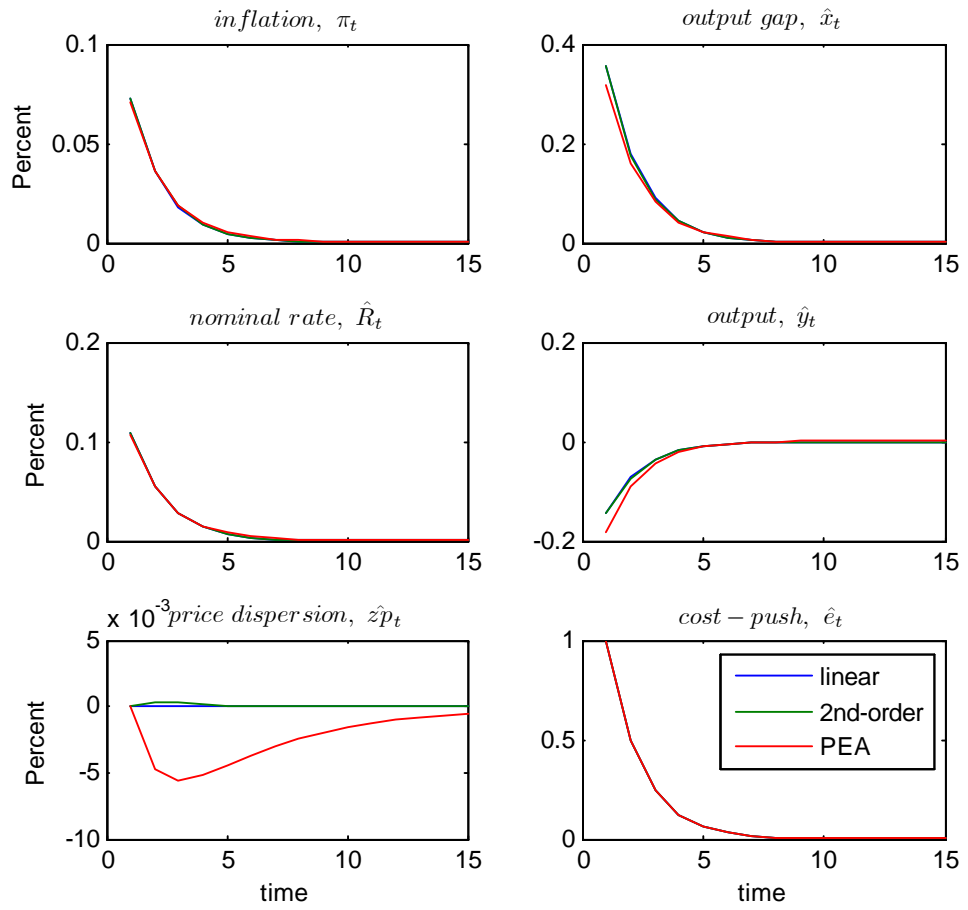 inflation, π_t
output gap, x̂_t
0.1
0.05
0
Percent
0 5 10 15
0.4
0.2
0
0 5 10 15
nominal rate, R̂_t
output, ŷ_t
0.2
0.1
0
Percent
0 5 10 15
0.2
0
-0.2
0 5 10 15
x 10^-3 price dispersion, ẑp_t
cost − push, ê_t
5
0
-5
-10
Percent
0 5 10 15
time
1
0.5
0
linear
2nd-order
PEA
0 5 10 15
time